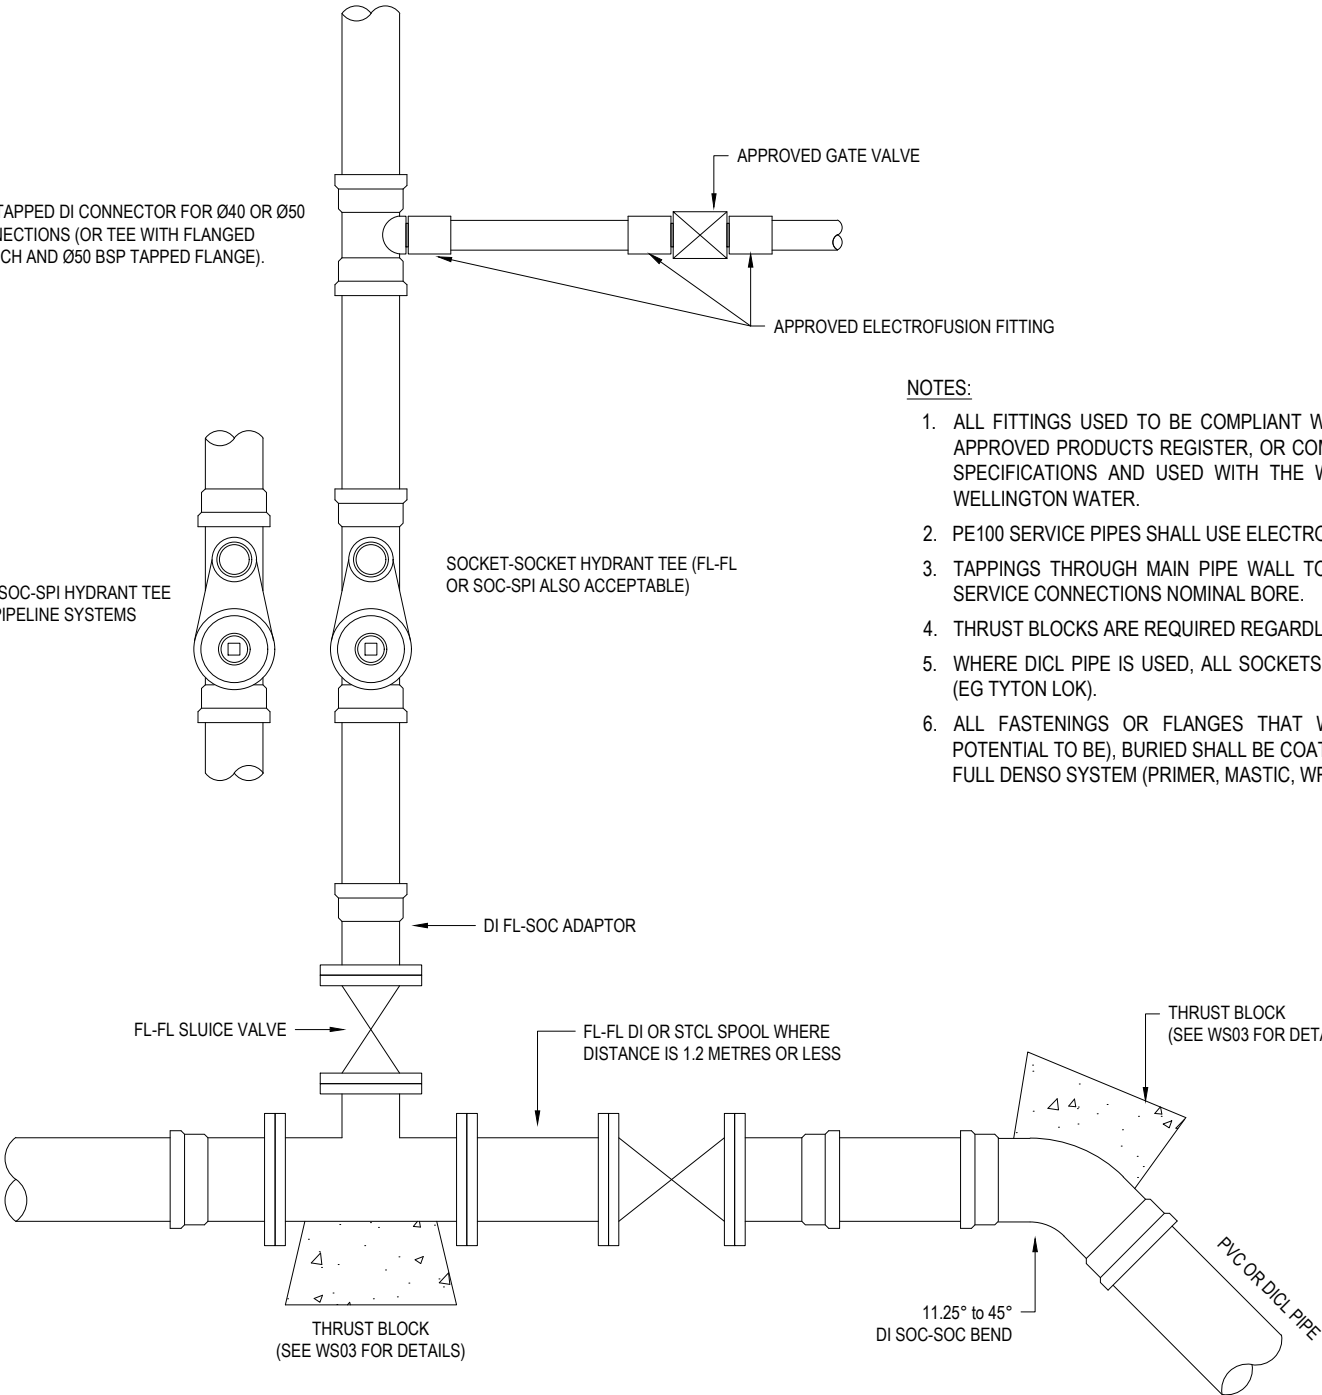 APPROVED GATE VALVE
TAPPED DI CONNECTOR FOR Ø40 OR Ø50
(OR TEE WITH FLANGED
AND Ø50 BSP TAPPED FLANGE).
APPROVED ELECTROFUSION FITTING
NOTES:
1. ALL FITTINGS USED TO BE COMPLIANT
APPROVED PRODUCTS REGISTER, OR
SPECIFICATIONS AND USED WITH THE
WELLINGTON WATER.
2. PE100 SERVICE PIPES SHALL USE
3. TAPPINGS THROUGH MAIN PIPE WALL TO
SERVICE CONNECTIONS NOMINAL BORE.
4. THRUST BLOCKS ARE REQUIRED
5. WHERE DICL PIPE IS USED, ALL SOCKETS
(EG TYTON LOK).
6. ALL FASTENINGS OR FLANGES THAT
POTENTIAL TO BE), BURIED SHALL BE
FULL DENSO SYSTEM (PRIMER, MASTIC,
SOCKET-SOCKET HYDRANT TEE (FL-FL
OR SOC-SPI ALSO ACCEPTABLE)
SOC-SPI HYDRANT TEE
PIPELINE SYSTEMS
DI FL-SOC ADAPTOR
FL-FL SLUICE VALVE
FL-FL DI OR STCL SPOOL WHERE
DISTANCE IS 1.2 METRES OR LESS
THRUST BLOCK
(SEE WS03 FOR
THRUST BLOCK
(SEE WS03 FOR DETAILS)
11.25° to 45°
DI SOC-SOC BEND
PVC OR DICL PIPE